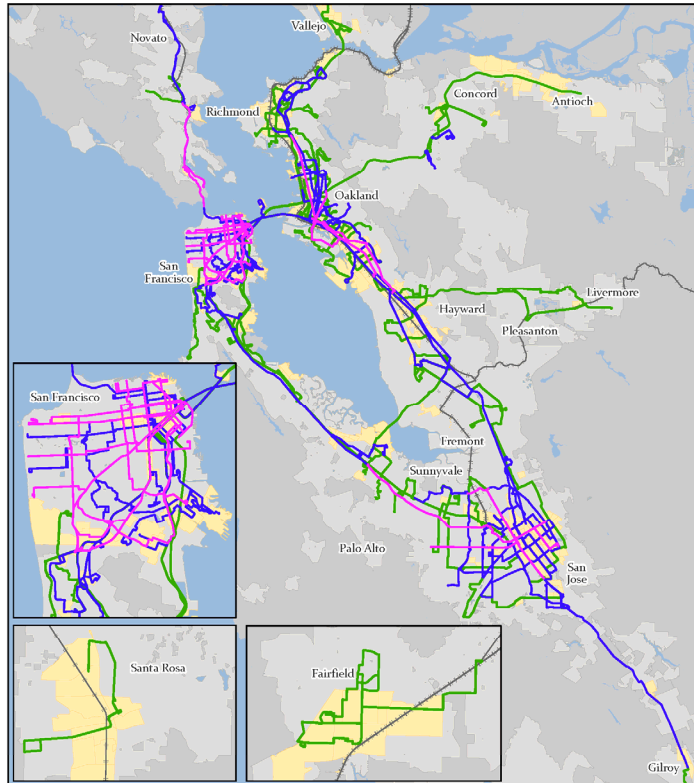 Vallejo
Novato
Concord
Antioch
Richmond
Oakland
San
Francisco
Livermore
Hayward
Pleasanton
San Francisco
Fremont
Sunnyvale
Palo Alto
San
Jose
Santa Rosa
Fairfield
Gilroy